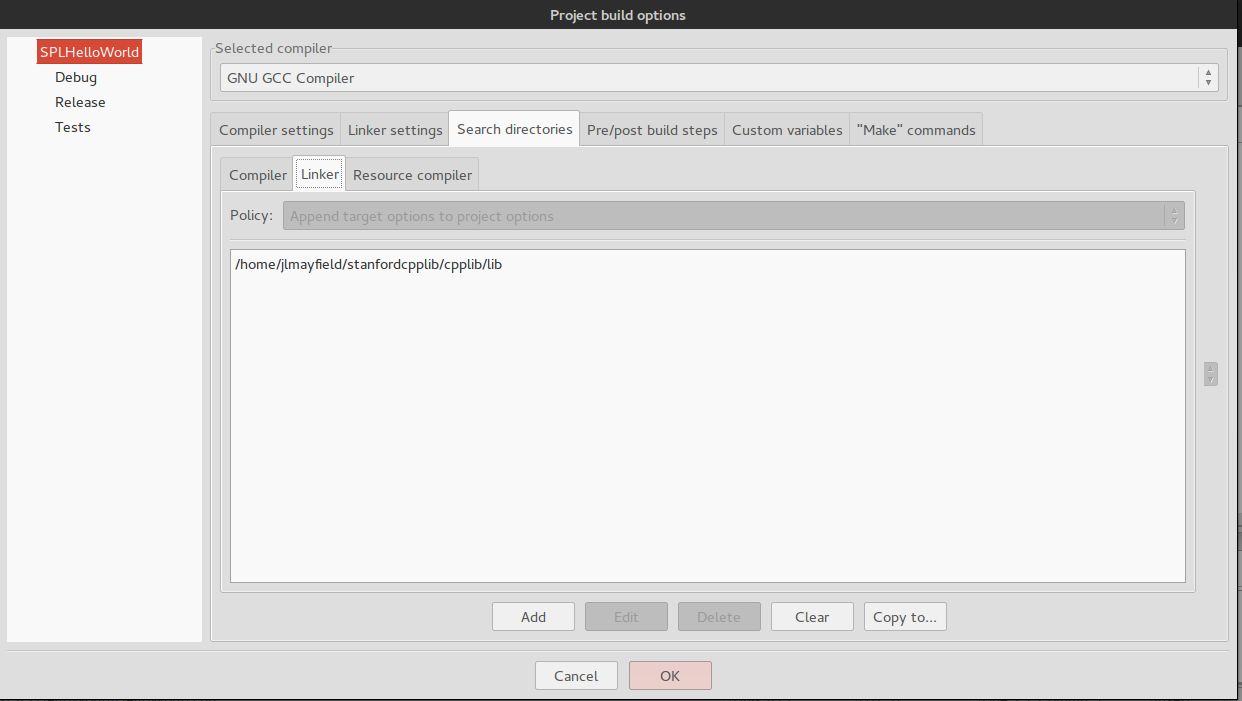 Project build options
SPLHelloWorld
Debug
Release
Tests
Selected compiler
GNU GCC Compiler
Compiler settings
Linker settings
Search directories
Pre/post build steps
Custom variables
"Make" commands
Compiler
Linker
Resource compiler
Policy:
Append target options to project options
/home/jlmayfield/stanfordcpplib/cpplib/lib
Add
Edit
Delete
Clear
Copy to...
Cancel
OK